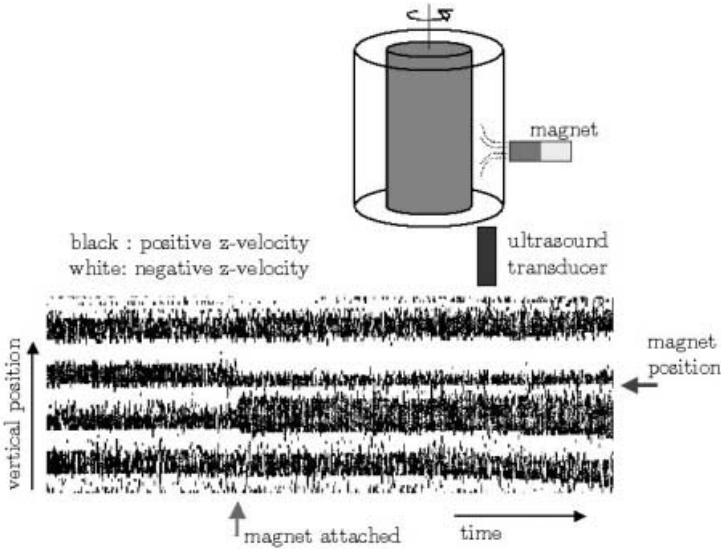 magnet
black : positive z-velocity
white: negative z-velocity
ultrasound
transducer
vertical position
magnet
position
magnet attached
time